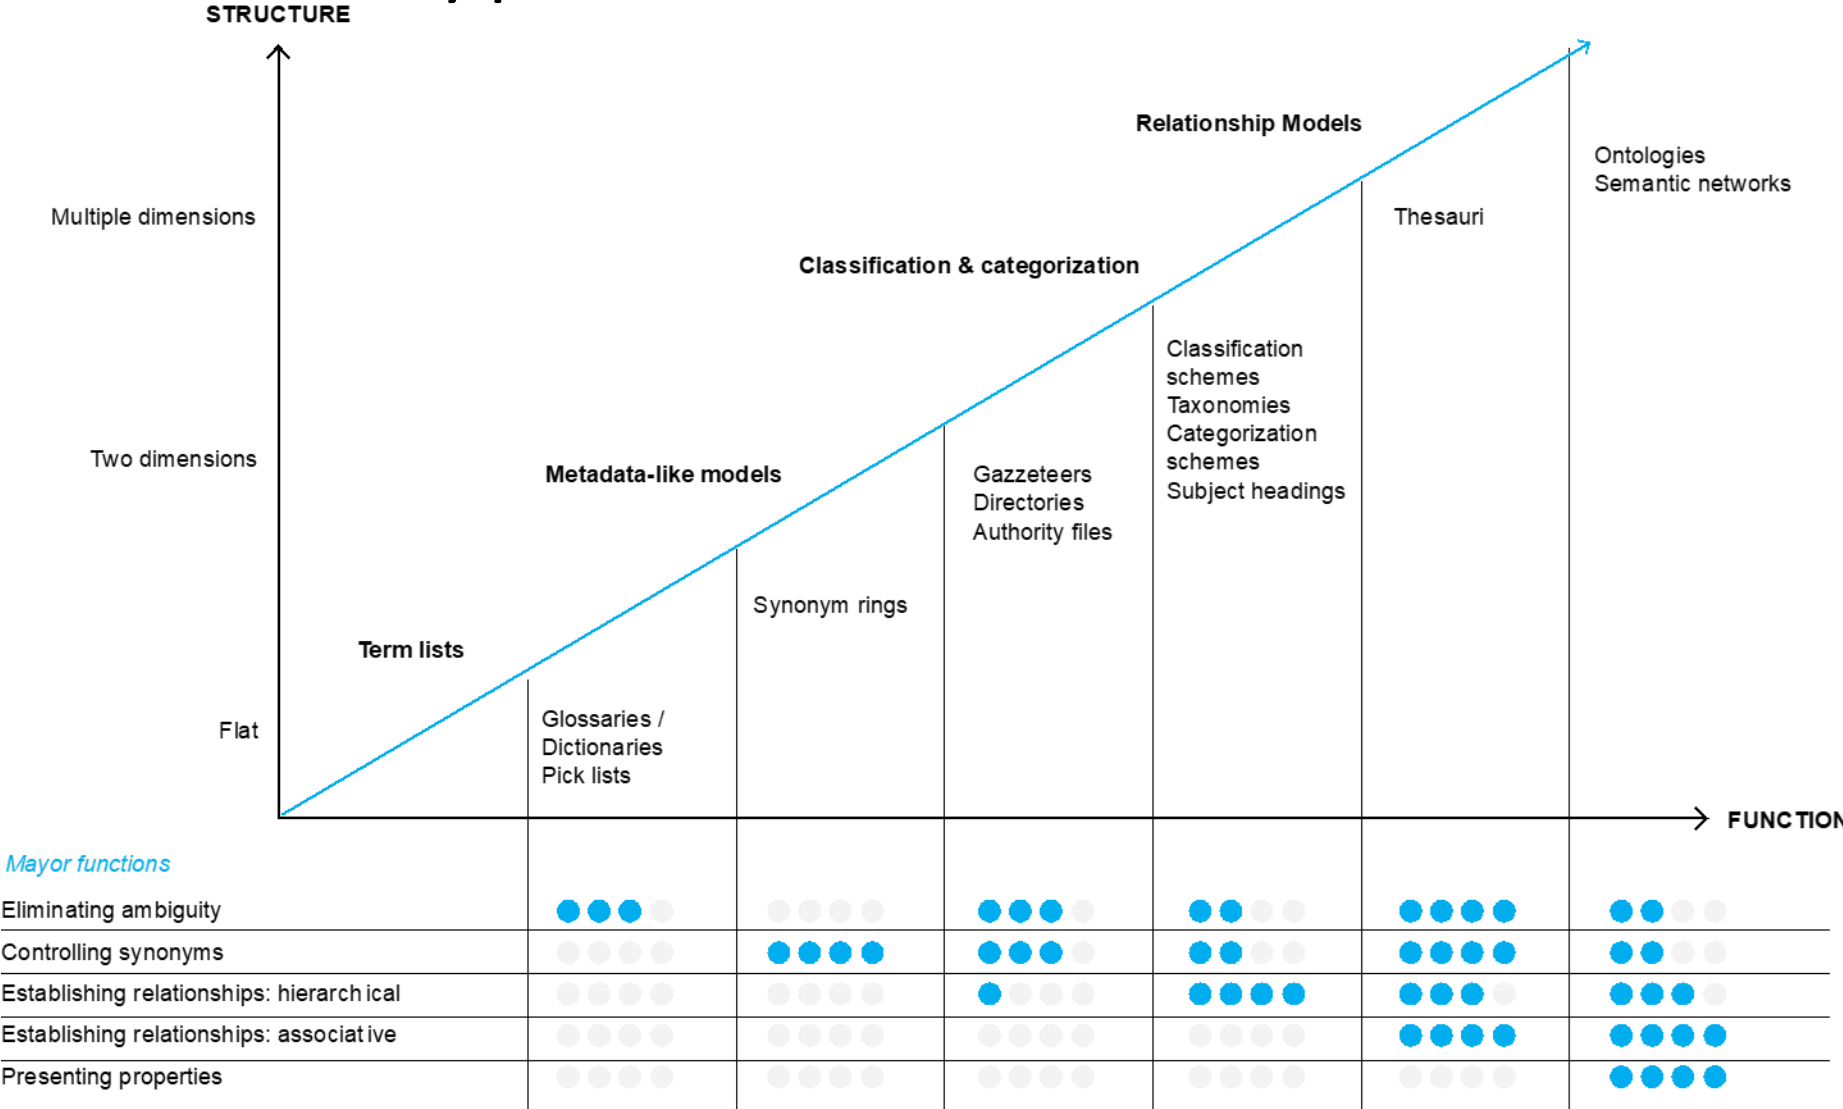 STRUCTURE
Relationship Models
Ontologies
Semantic networks
Multiple dimensions
Thesauri
Classification & categorization
Classification
schemes
Taxonomies
Categorization
schemes
Subject headings
Two dimensions
Metadata-like models
Gazzeteers
Directories
Authority files
Synonym rings
Term lists
Flat
Glossaries /
Dictionaries
Pick lists
FUNCTION
Mayor functions
Eliminating ambiguity
Controlling synonyms
Establishing relationships: hierarchical
Establishing relationships: associative
Presenting properties